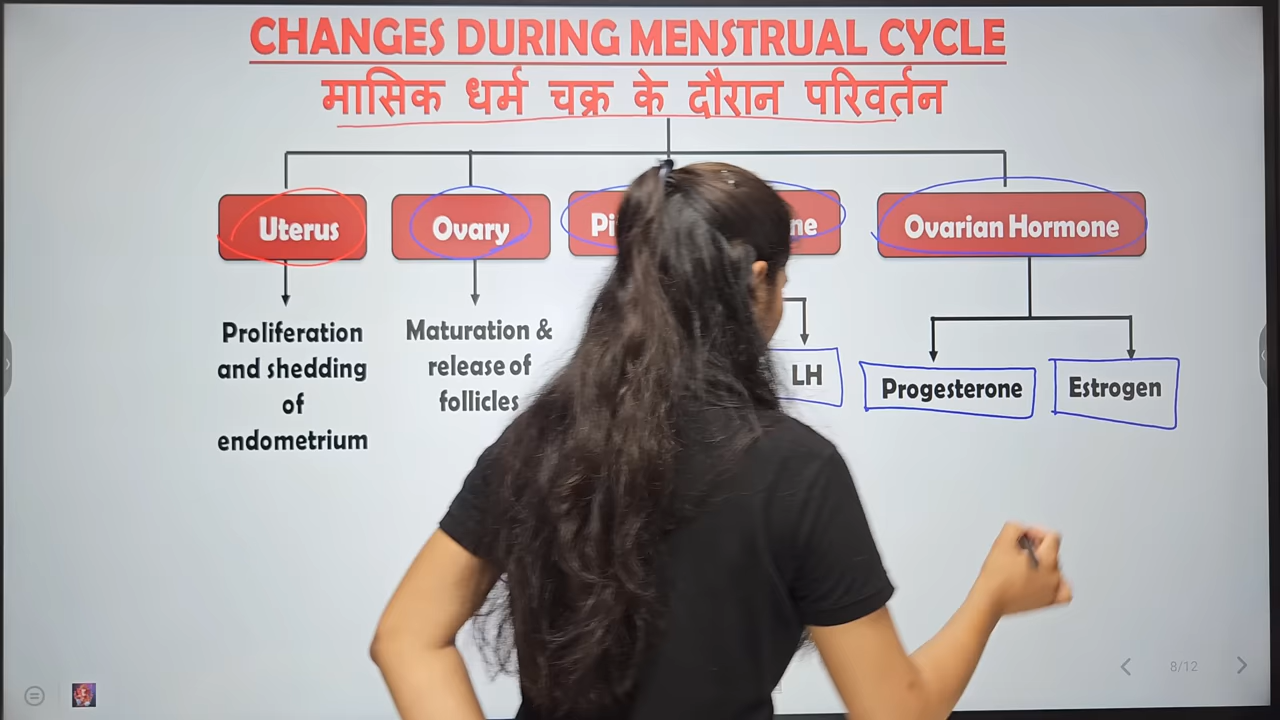 CHANGES DURING MENSTRUAL CYCLE
मासिक धर्म चक्र के दौरान परिवर्तन
Uterus
Ovary
Ovarian Hormone
Proliferation
and shedding
of
endometrium
Maturation &
release of
follicles
LH
Progesterone
Estrogen
8/12